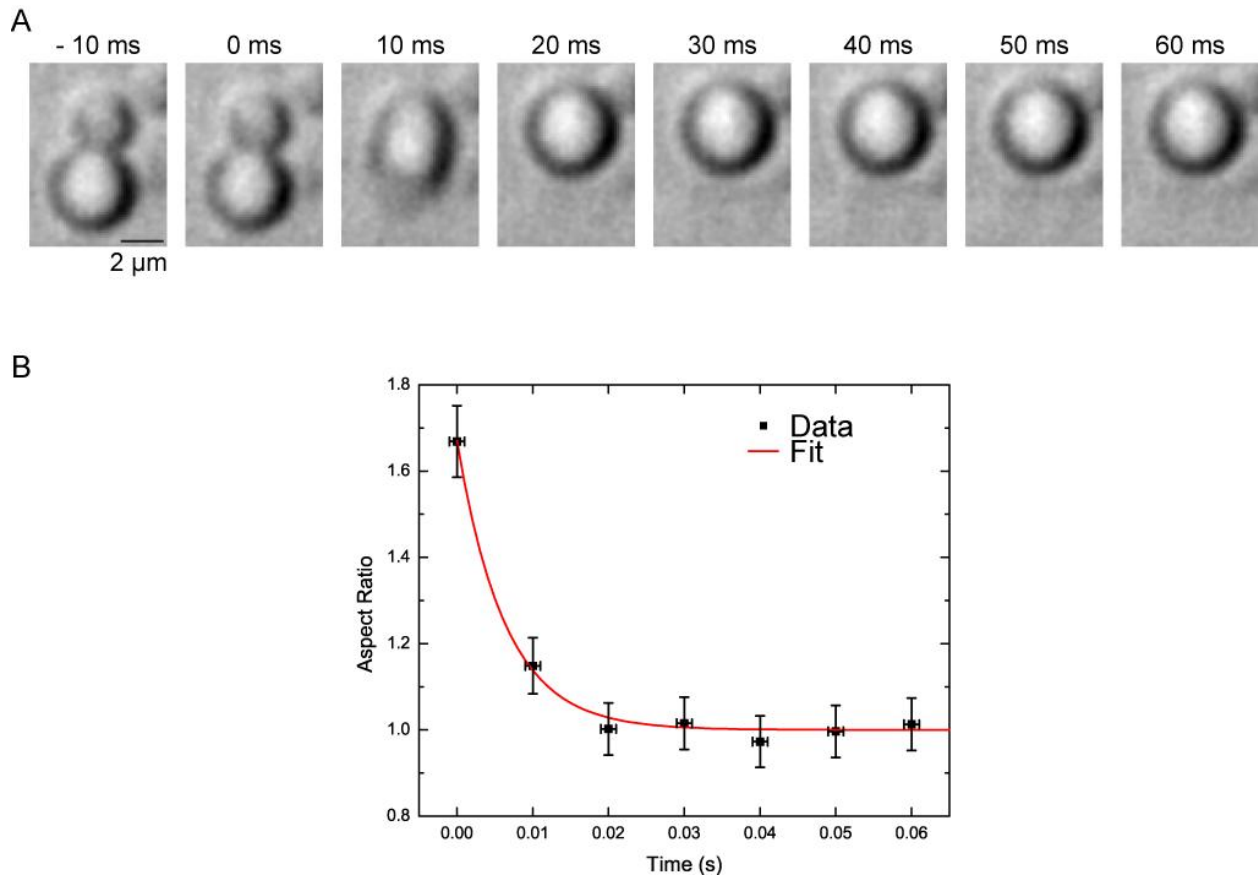 A
- 10 ms 0 ms 10 ms 20 ms 30 ms 40 ms 50 ms 60 ms
2 µm
B
1.8
1.6
1.4
1.2
1.0
0.8
Aspect Ratio
Data
Fit
0.00 0.01 0.02 0.03 0.04 0.05 0.06
Time (s)